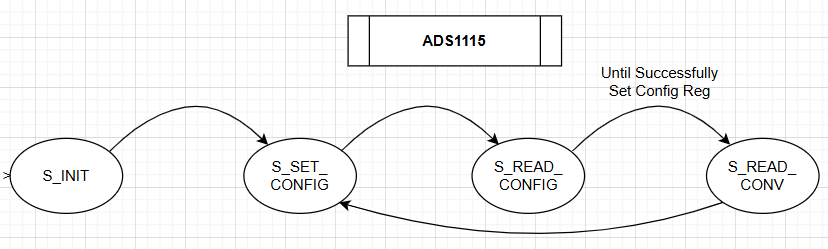 ADS1115
Until Successfully
Set Config Reg
S_INIT
S_SET_
CONFIG
S_READ_
CONFIG
S_READ_
CONV